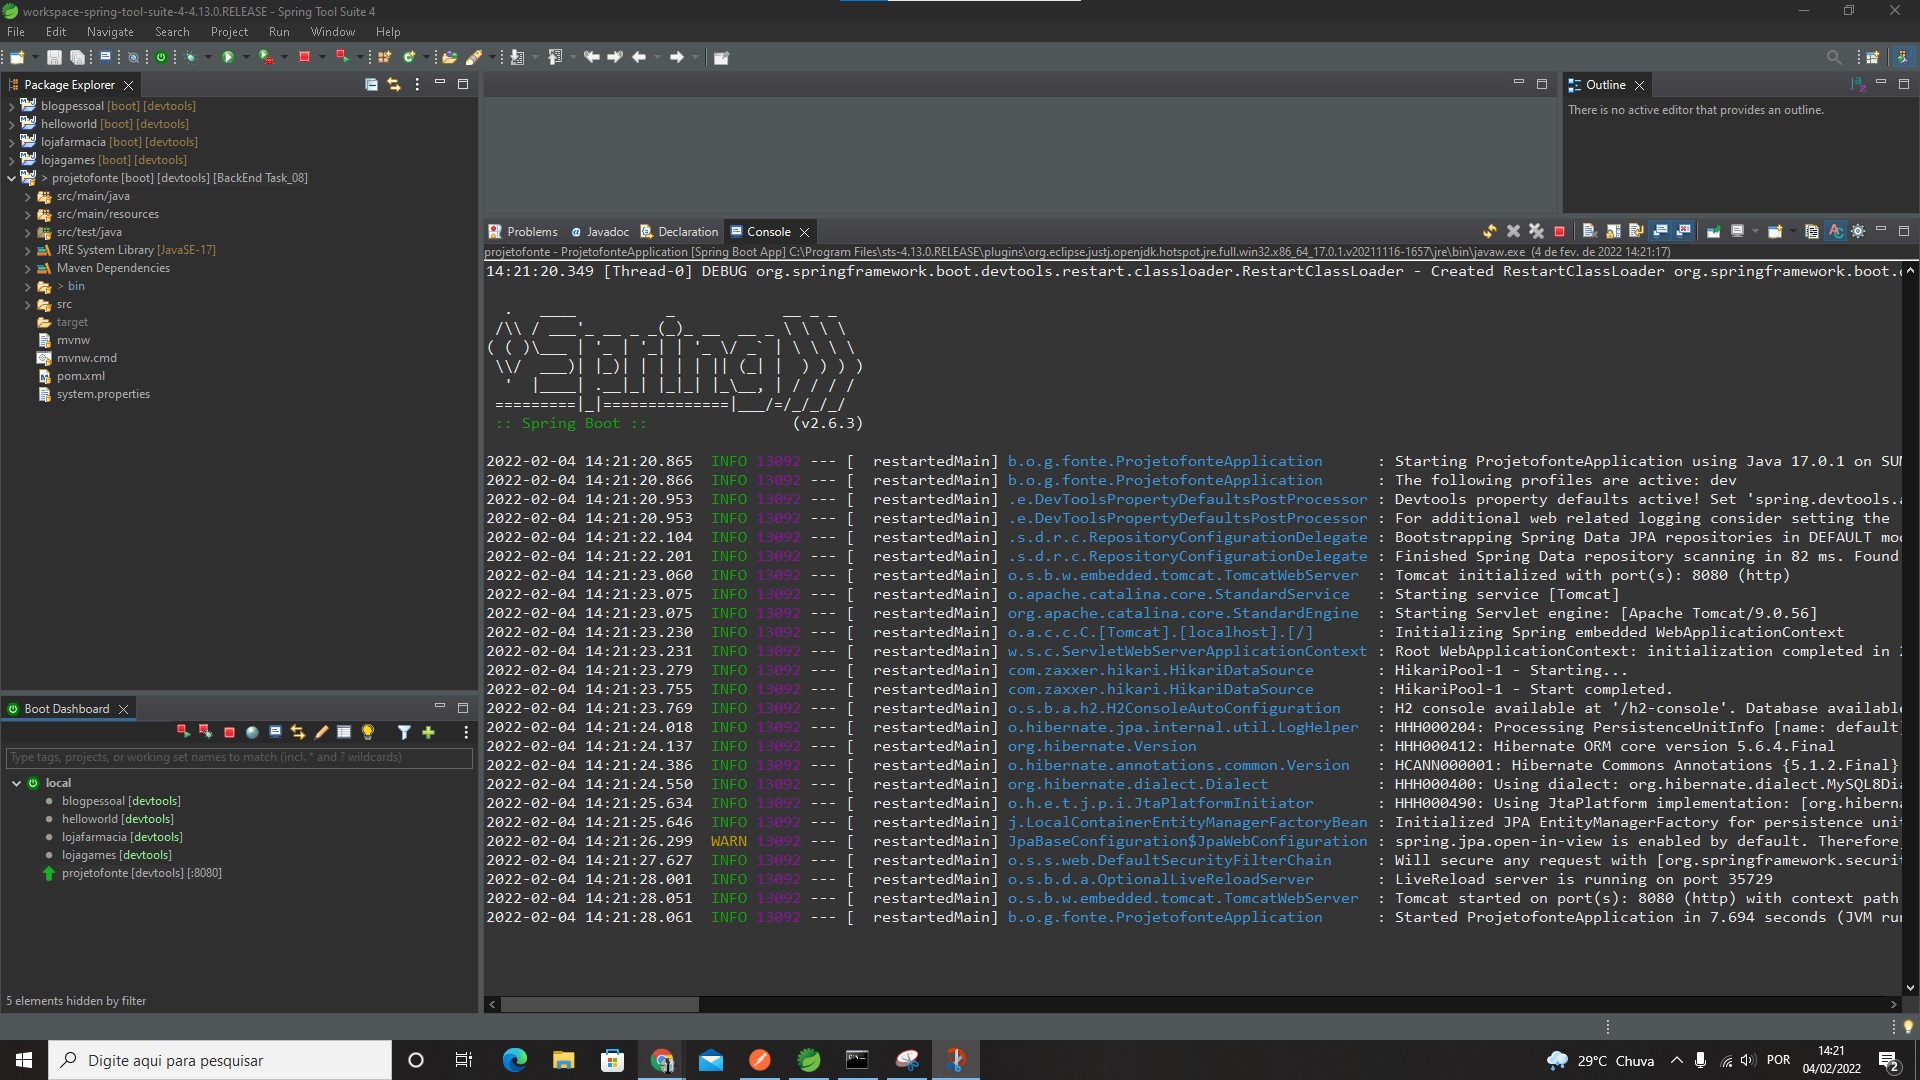 workspace-spring-tool-suite-4-4.13.0.RELEASE - Spring Tool Suite 4
File Edit Navigate Search Project Run Window Help
Package Explorer
blogpessoal [boot] [devtools]
helloworld [boot] [devtools]
lojafarmacia [boot] [devtools]
lojagames [boot] [devtools]
> projetofonte [boot] [devtools] [BackEnd Task_08]
src/main/java
src/main/resources
src/test/java
JRE System Library [JavaSE-17]
Maven Dependencies
> bin
src
target
mvnw
mvnw.cmd
pom.xml
system.properties
Outline
There is no active editor that provides an outline.
Problems Javadoc Declaration Console
projetofonte - ProjetofonteApplication [Spring Boot App] C:\Program Files\sts-4.13.0.RELEASE\plugins\org.eclipse.justj.openjdk.hotspot.jre.full.win32.x86_64_17.0.1.v20211116-1657\jre\bin\javaw.exe (4 de fev. de 2022 14:21:17)
14:21:20.349 [Thread-0] DEBUG org.springframework.boot.devtools.restart.classloader.RestartClassLoader - Created RestartClassLoader org.springframework.boot.
Spring
:: Spring Boot :: (v2.6.3)
2022-02-04 14:21:20.865 INFO 13092 --- [ restartedMain] b.o.g.fonte.ProjetofonteApplication : Starting ProjetofonteApplication using Java 17.0.1 on SUN
2022-02-04 14:21:20.866 INFO 13092 --- [ restartedMain] b.o.g.fonte.ProjetofonteApplication : The following profiles are active: dev
2022-02-04 14:21:20.953 INFO 13092 --- [ restartedMain] .e.DevToolsPropertyDefaultsPostProcessor : Devtools property defaults active! Set 'spring.devtools.a
2022-02-04 14:21:20.953 INFO 13092 --- [ restartedMain] .e.DevToolsPropertyDefaultsPostProcessor : For additional web related logging consider setting the
2022-02-04 14:21:22.104 INFO 13092 --- [ restartedMain] .s.d.r.c.RepositoryConfigurationDelegate : Bootstrapping Spring Data JPA repositories in DEFAULT mod
2022-02-04 14:21:22.201 INFO 13092 --- [ restartedMain] .s.d.r.c.RepositoryConfigurationDelegate : Finished Spring Data repository scanning in 82 ms. Found
2022-02-04 14:21:23.060 INFO 13092 --- [ restartedMain] o.s.b.w.embedded.tomcat.TomcatWebServer : Tomcat initialized with port(s): 8080 (http)
2022-02-04 14:21:23.075 INFO 13092 --- [ restartedMain] o.apache.catalina.core.StandardService : Starting service [Tomcat]
2022-02-04 14:21:23.075 INFO 13092 --- [ restartedMain] org.apache.catalina.core.StandardEngine : Starting Servlet engine: [Apache Tomcat/9.0.56]
2022-02-04 14:21:23.230 INFO 13092 --- [ restartedMain] o.a.c.c.C.[Tomcat].[localhost].[/] : Initializing Spring embedded WebApplicationContext
2022-02-04 14:21:23.231 INFO 13092 --- [ restartedMain] w.s.c.ServletWebServerApplicationContext : Root WebApplicationContext: initialization completed in 2
2022-02-04 14:21:23.279 INFO 13092 --- [ restartedMain] com.zaxxer.hikari.HikariDataSource : HikariPool-1 - Starting...
2022-02-04 14:21:23.755 INFO 13092 --- [ restartedMain] com.zaxxer.hikari.HikariDataSource : HikariPool-1 - Start completed.
2022-02-04 14:21:23.769 INFO 13092 --- [ restartedMain] o.s.b.a.h2.H2ConsoleAutoConfiguration : H2 console available at '/h2-console'. Database available
2022-02-04 14:21:24.018 INFO 13092 --- [ restartedMain] o.hibernate.jpa.internal.util.LogHelper : HHH000204: Processing PersistenceUnitInfo [name: default]
2022-02-04 14:21:24.137 INFO 13092 --- [ restartedMain] org.hibernate.Version : HHH000412: Hibernate ORM core version 5.6.4.Final
2022-02-04 14:21:24.386 INFO 13092 --- [ restartedMain] o.hibernate.annotations.common.Version : HCANN000001: Hibernate Commons Annotations {5.1.2.Final}
2022-02-04 14:21:24.550 INFO 13092 --- [ restartedMain] org.hibernate.dialect.Dialect : HHH000400: Using dialect: org.hibernate.dialect.MySQL8Dia
2022-02-04 14:21:25.634 INFO 13092 --- [ restartedMain] o.h.e.t.j.p.i.JtaPlatformInitiator : HHH000490: Using JtaPlatform implementation: [org.hiberna
2022-02-04 14:21:25.646 INFO 13092 --- [ restartedMain] j.LocalContainerEntityManagerFactoryBean : Initialized JPA EntityManagerFactory for persistence unit
2022-02-04 14:21:26.299 WARN 13092 --- [ restartedMain] JpaBaseConfiguration$JpaWebConfiguration : spring.jpa.open-in-view is enabled by default. Therefore,
2022-02-04 14:21:27.627 INFO 13092 --- [ restartedMain] o.s.s.web.DefaultSecurityFilterChain : Will secure any request with [org.springframework.securit
2022-02-04 14:21:28.001 INFO 13092 --- [ restartedMain] o.s.b.d.a.OptionalLiveReloadServer : LiveReload server is running on port 35729
2022-02-04 14:21:28.051 INFO 13092 --- [ restartedMain] o.s.b.w.embedded.tomcat.TomcatWebServer : Tomcat started on port(s): 8080 (http) with context path
2022-02-04 14:21:28.061 INFO 13092 --- [ restartedMain] b.o.g.fonte.ProjetofonteApplication : Started ProjetofonteApplication in 7.694 seconds (JVM run
Boot Dashboard
Type tags, projects, or working set names to match (incl. * and ? wildcards)
local
blogpessoal [devtools]
helloworld [devtools]
lojafarmacia [devtools]
lojagames [devtools]
projetofonte [devtools] [:8080]
5 elements hidden by filter
Digite aqui para pesquisar
29°C Chuva
POR
14:21
04/02/2022
2